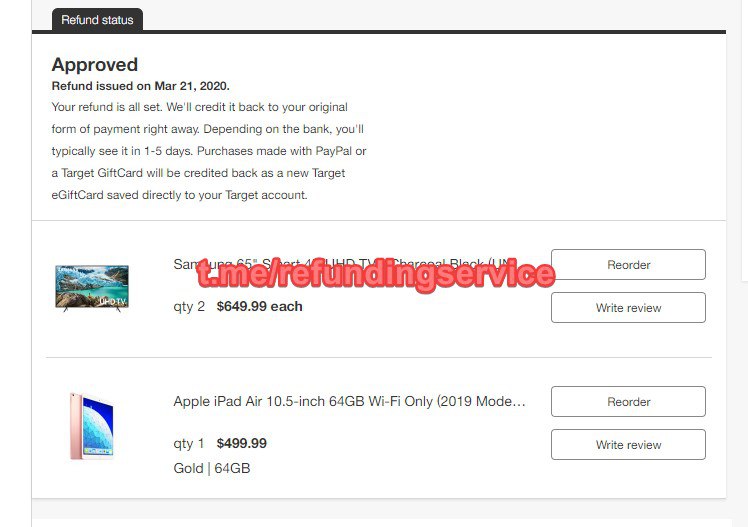 Refund status
Approved
Refund issued on Mar 21, 2020.
Your refund is all set. We'll credit it back to your original
form of payment right away. Depending on the bank, you'll
typically see it in 1-5 days. Purchases made with PayPal or
a Target GiftCard will be credited back as a new Target
eGiftCard saved directly to your Target account.
Samsung 65" Smart 4K UHD TV - Charcoal Black (UN
t.me/refundingservice
Reorder
UHD TV
qty 2 $649.99 each
Write review
Apple iPad Air 10.5-inch 64GB Wi-Fi Only (2019 Mode...
Reorder
qty 1 $499.99
Write review
Gold | 64GB